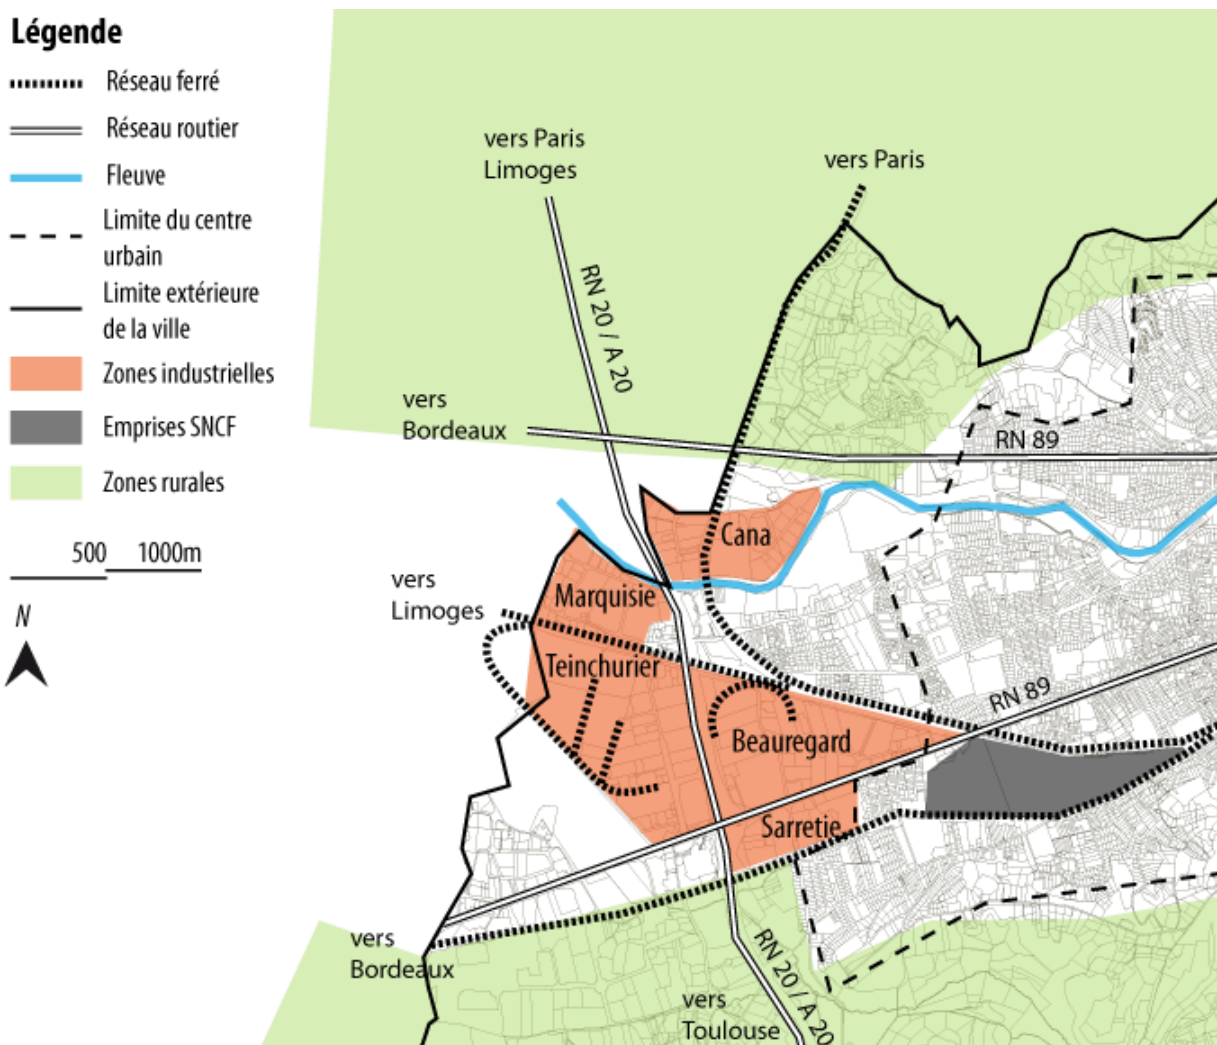 Légende
Réseau ferré
Réseau routier
Fleuve
Limite du centre
urbain
Limite extérieure
de la ville
Zones industrielles
Emprises SNCF
Zones rurales
500 1000m
N
vers Paris
Limoges
vers Paris
RN 20 / A 20
vers
Bordeaux
RN 89
Cana
vers
Limoges
Marquisie
Teinchurier
RN 89
Beauregard
Sarretie
vers
Bordeaux
RN 20 / A 20
vers
Toulouse